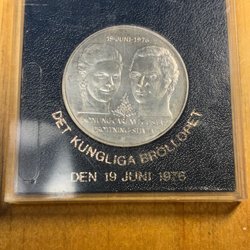 19 JUNI 1976
KONUNG CARL XVI GUSTAF
DROTTNING SILVIA
DET KUNGLIGA BRÖLLOPET
DEN 19 JUNI 1976